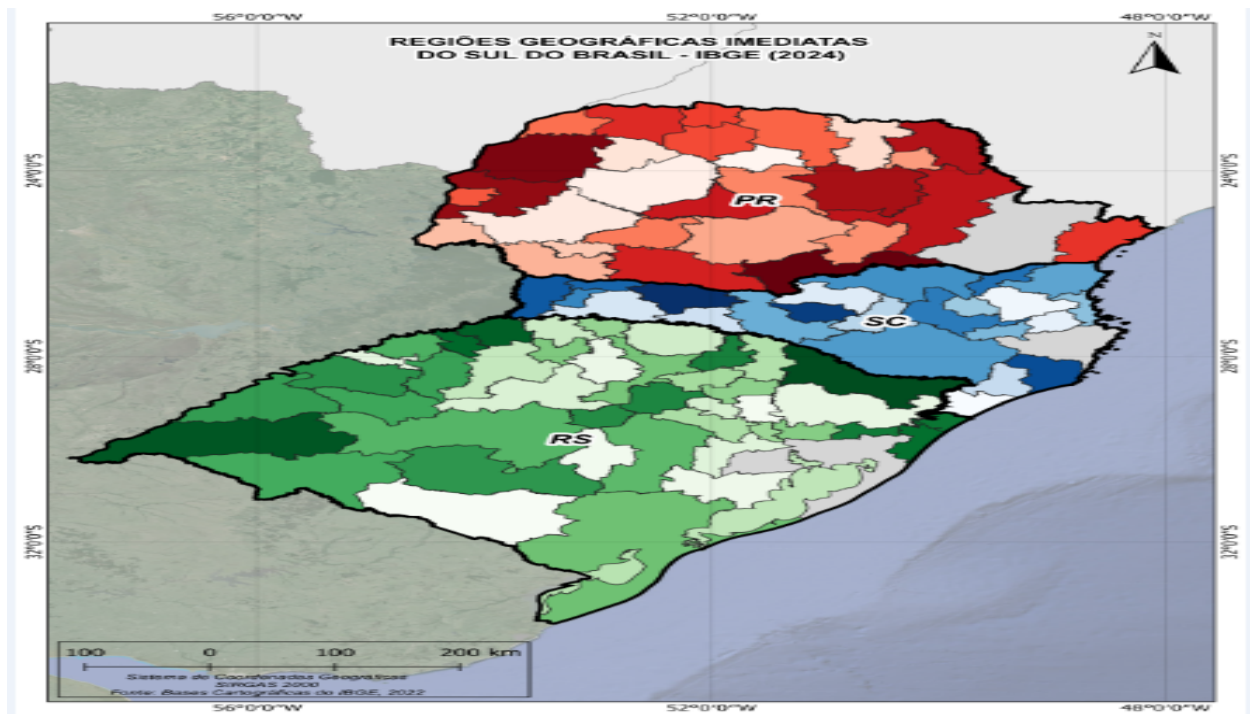 56°0'0"W 52°0'0"W 48°0'0"W
REGIÕES GEOGRÁFICAS IMEDIATAS
DO SUL DO BRASIL - IBGE (2024)
N
24°0'0"S 24°0'0"S
PR
SC
28°0'0"S 28°0'0"S
RS
32°0'0"S 32°0'0"S
100 0 100 200 km
Sistema de Coordenadas Geográficas
SIRGAS 2000
Fonte: Bases Cartográficas do IBGE, 2022
56°0'0"W 52°0'0"W 48°0'0"W